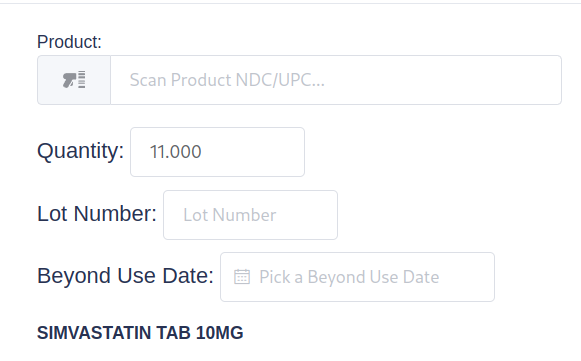 Product:
Scan Product NDC/UPC...
Quantity: 11.000
Lot Number: Lot Number
Beyond Use Date: Pick a Beyond Use Date
SIMVASTATIN TAB 10MG